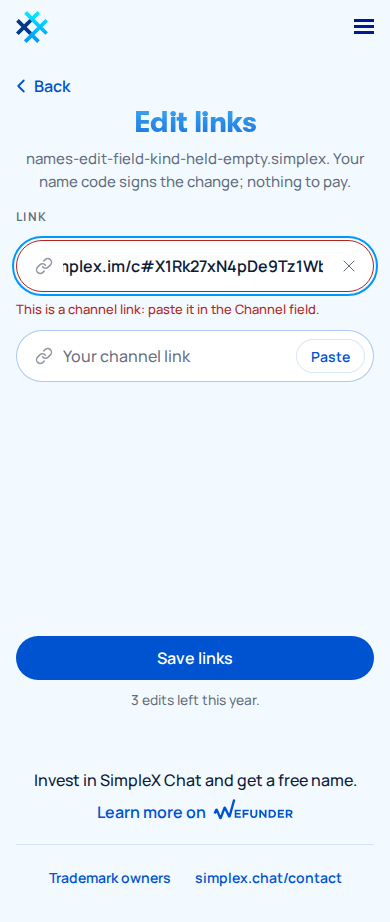 Back
Edit links
names-edit-field-kind-held-empty.simplex. Your
name code signs the change; nothing to pay.
LINK
nplex.im/c#X1Rk27xN4pDe9Tz1Wb
This is a channel link: paste it in the Channel field.
Your channel link
Paste
Save links
3 edits left this year.
Invest in SimpleX Chat and get a free name.
Learn more on WEFUNDER
Trademark owners
simplex.chat/contact